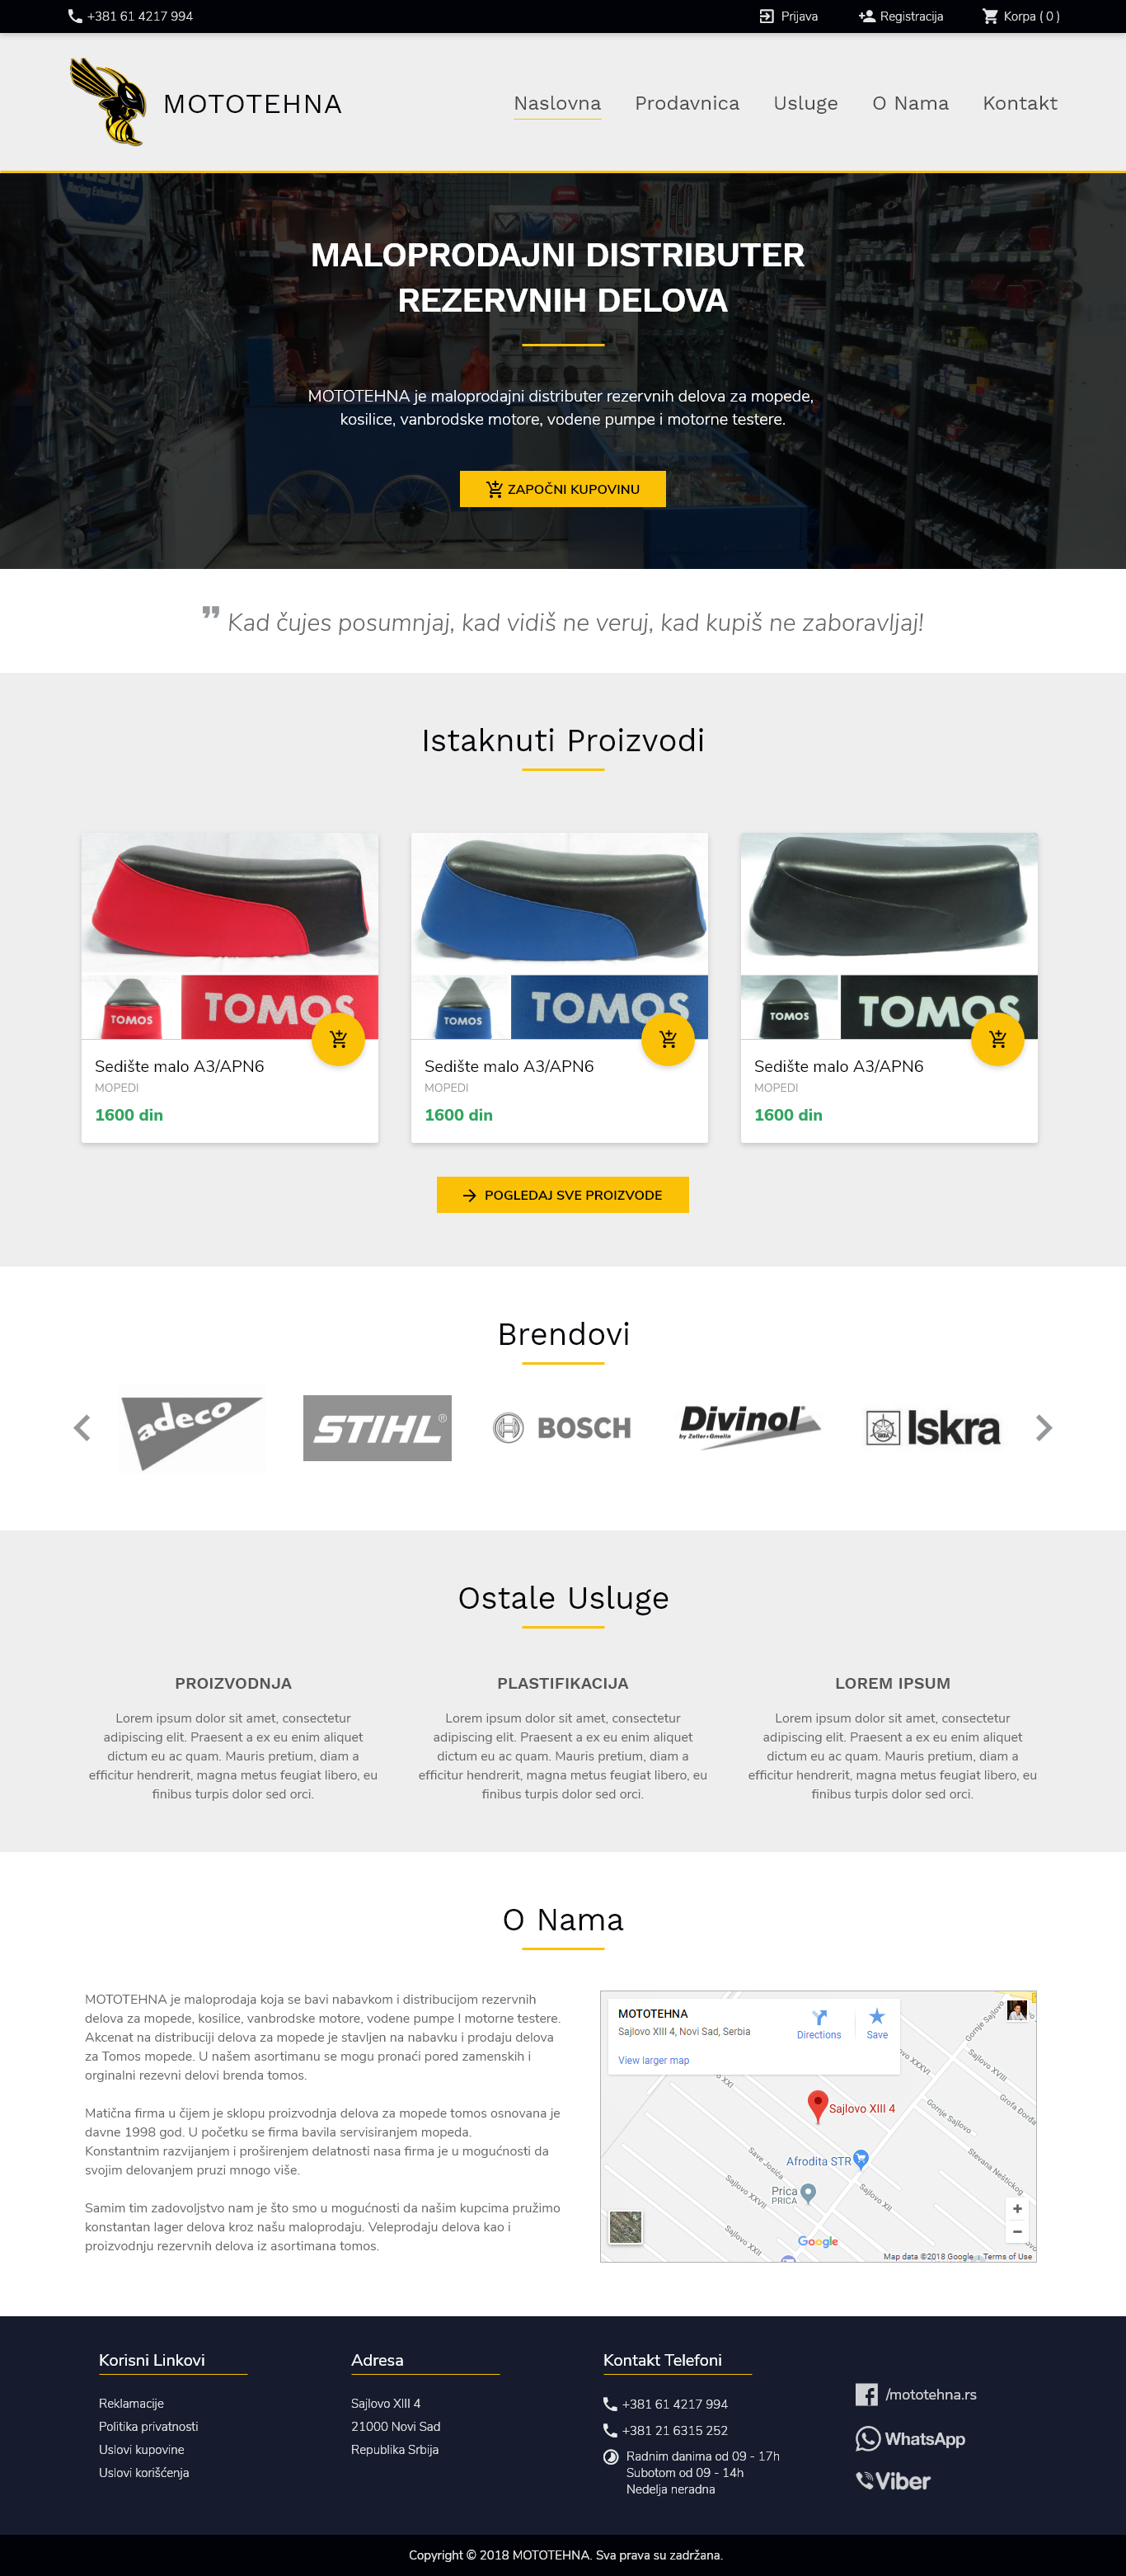 +381 61 4217 994
Prijava
Registracija
Korpa ( 0 )
MOTOTEHNA
Naslovna
Prodavnica
Usluge
O Nama
Kontakt
Racing Exhaust System
MALOPRODAJNI DISTRIBUTER
REZERVNIH DELOVA
MOTOTEHNA je maloprodajni distributer rezervnih delova za mopede,
kosilice, vanbrodske motore, vodene pumpe i motorne testere.
ZAPOČNI KUPOVINU
" Kad čujes posumnjaj, kad vidiš ne veruj, kad kupiš ne zaboravljaj!
Istaknuti Proizvodi
TOMOS
TOMOS
Sedište malo A3/APN6
MOPEDI
1600 din
TOMOS
TOMOS
Sedište malo A3/APN6
MOPEDI
1600 din
TOMOS
TOMOS
Sedište malo A3/APN6
MOPEDI
1600 din
POGLEDAJ SVE PROIZVODE
Brendovi
adeco
STIHL®
BOSCH
Divinol
by Zeller+Gmelin
Iskra
Ostale Usluge
PROIZVODNJA
Lorem ipsum dolor sit amet, consectetur
adipiscing elit. Praesent a ex eu enim aliquet
dictum eu ac quam. Mauris pretium, diam a
efficitur hendrerit, magna metus feugiat libero, eu
finibus turpis dolor sed orci.
PLASTIFIKACIJA
Lorem ipsum dolor sit amet, consectetur
adipiscing elit. Praesent a ex eu enim aliquet
dictum eu ac quam. Mauris pretium, diam a
efficitur hendrerit, magna metus feugiat libero, eu
finibus turpis dolor sed orci.
LOREM IPSUM
Lorem ipsum dolor sit amet, consectetur
adipiscing elit. Praesent a ex eu enim aliquet
dictum eu ac quam. Mauris pretium, diam a
efficitur hendrerit, magna metus feugiat libero, eu
finibus turpis dolor sed orci.
O Nama
MOTOTEHNA je maloprodaja koja se bavi nabavkom i distribucijom rezervnih
delova za mopede, kosilice, vanbrodske motore, vodene pumpe I motorne testere.
Akcenat na distribuciji delova za mopede je stavljen na nabavku i prodaju delova
za Tomos mopede. U našem asortimanu se mogu pronaći pored zamenskih i
orginalni rezevni delovi brenda tomos.
Matična firma u čijem je sklopu proizvodnja delova za mopede tomos osnovana je
davne 1998 god. U početku se firma bavila servisiranjem mopeda.
Konstantnim razvijanjem i proširenjem delatnosti nasa firma je u mogućnosti da
svojim delovanjem pruzi mnogo više.
Samim tim zadovoljstvo nam je što smo u mogućnosti da našim kupcima pružimo
konstantan lager delova kroz našu maloprodaju. Veleprodaju delova kao i
proizvodnju rezervnih delova iz asortimana tomos.
MOTOTEHNA
Sajlovo XIII 4, Novi Sad, Serbia
View larger map
Directions
Save
Gornje Sajlovo
Sajlovo XVIII
Sajlovo XIII 4
Gornje Sajlovo
Save Josića
Afrodita STR
Stevana Neštickog
Prica
PRICA
Sajlovo XXVII
Sajlovo XII
Sajlovo XXII
Google
Map data ©2018 Google
Terms of Use
Korisni Linkovi
Reklamacije
Politika privatnosti
Uslovi kupovine
Uslovi korišćenja
Adresa
Sajlovo XIII 4
21000 Novi Sad
Republika Srbija
Kontakt Telefoni
+381 61 4217 994
+381 21 6315 252
Radnim danima od 09 - 17h
Subotom od 09 - 14h
Nedelja neradna
/mototehna.rs
WhatsApp
Viber
Copyright © 2018 MOTOTEHNA. Sva prava su zadržana.